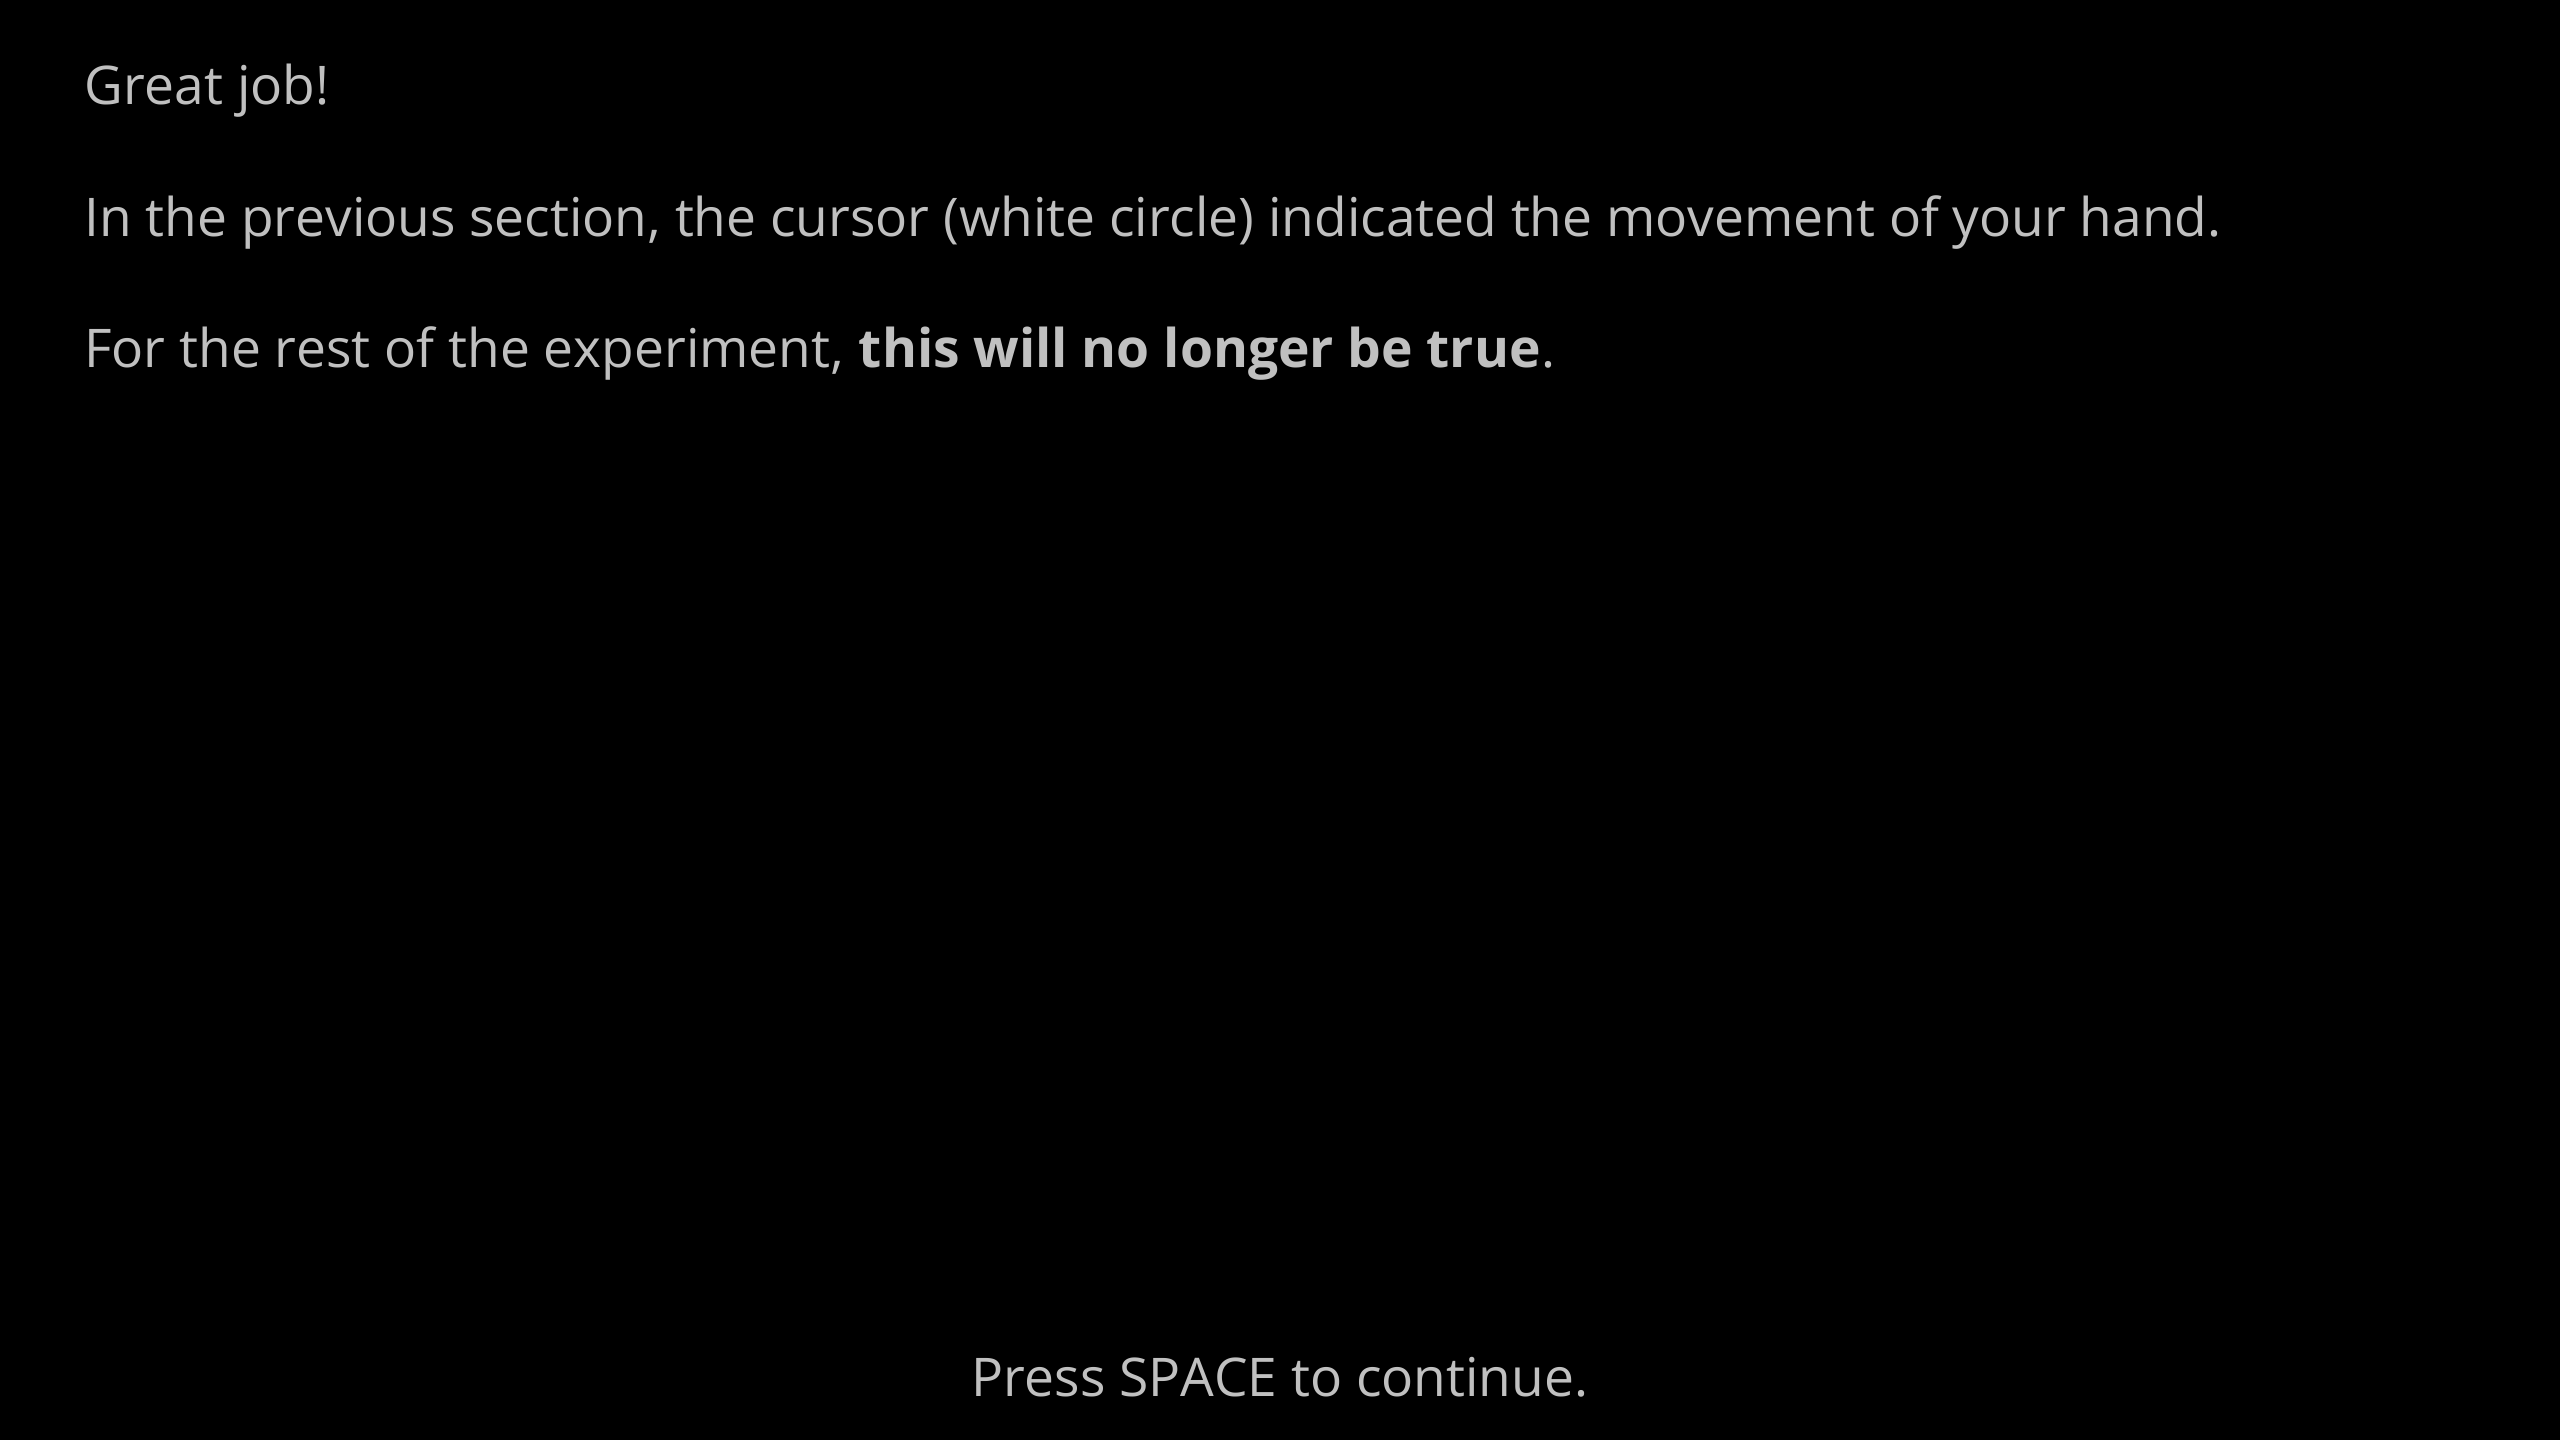 Great job!
In the previous section, the cursor (white circle) indicated the movement of your hand.
For the rest of the experiment, this will no longer be true.
Press SPACE to continue.